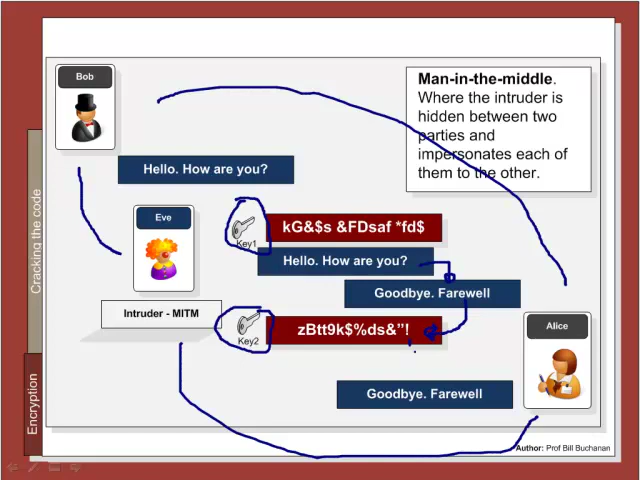 Bob
Man-in-the-middle.
Where the intruder is
hidden between two
parties and
impersonates each of
them to the other.
Hello. How are you?
Eve
Key1
kG&$s &FDsaf *fd$
Hello. How are you?
Goodbye. Farewell
Intruder - MITM
Key2
zBtt9k$%ds&”!
Alice
Goodbye. Farewell
Author: Prof Bill Buchanan
Cracking the code
Encryption